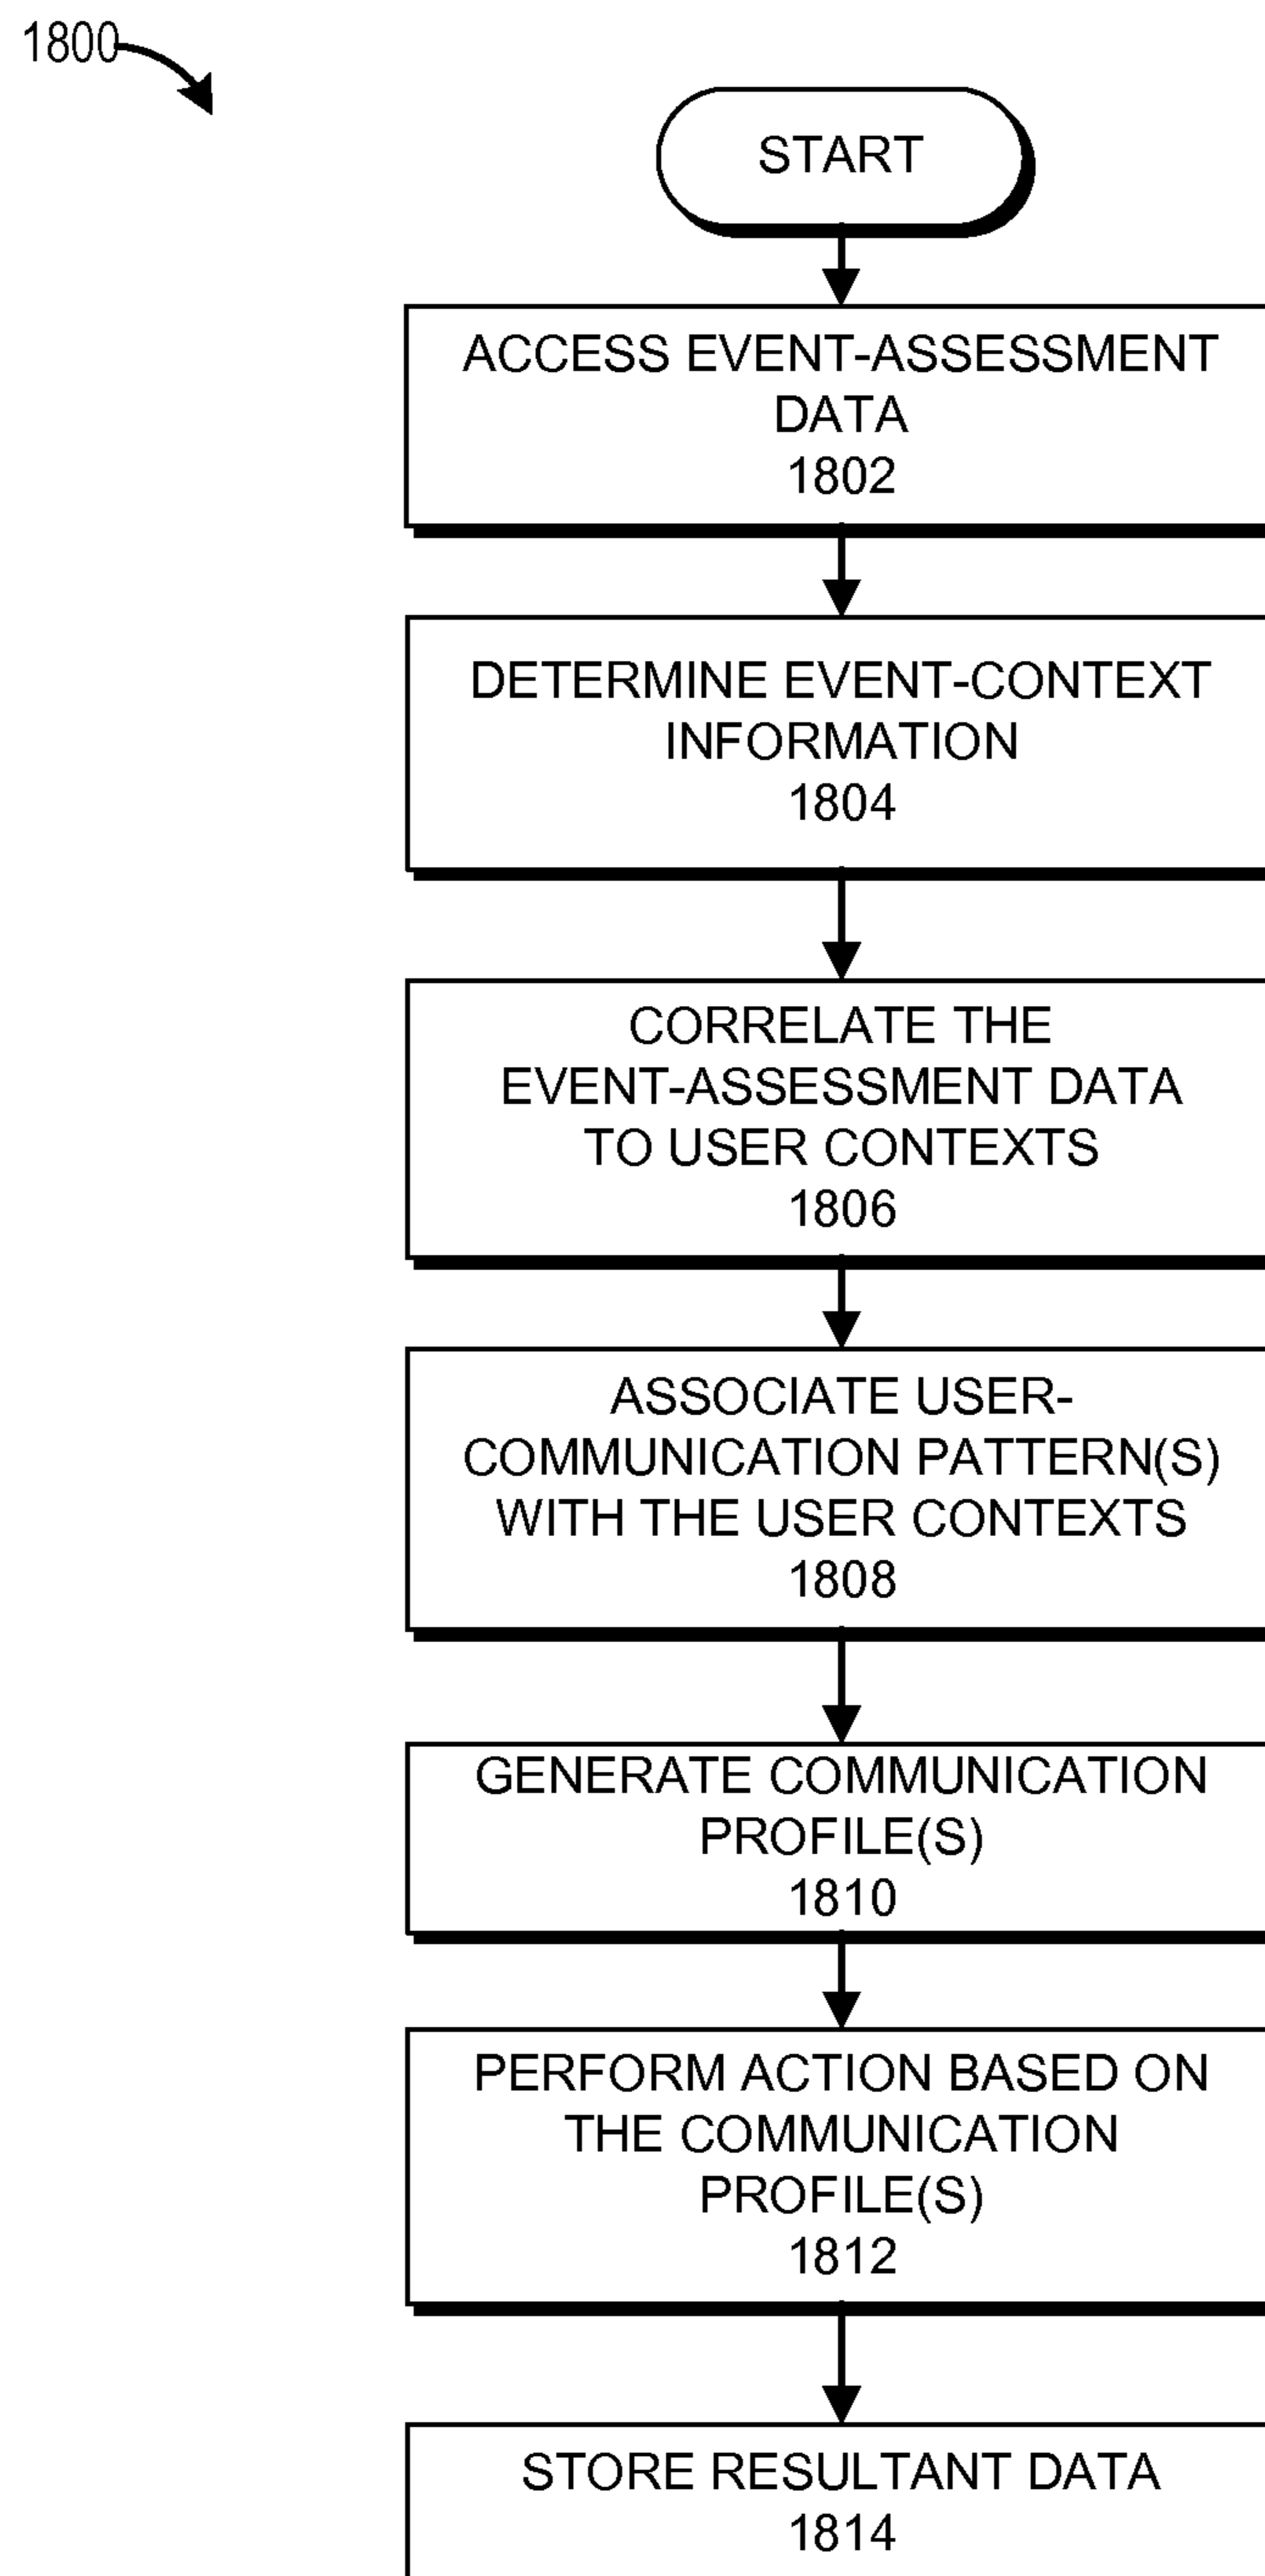 1800
START
ACCESS EVENT-ASSESSMENT
DATA
1802
DETERMINE EVENT-CONTEXT
INFORMATION
1804
CORRELATE THE
EVENT-ASSESSMENT DATA
TO USER CONTEXTS
1806
ASSOCIATE USER-
COMMUNICATION PATTERN(S)
WITH THE USER CONTEXTS
1808
GENERATE COMMUNICATION
PROFILE(S)
1810
PERFORM ACTION BASED ON
THE COMMUNICATION
PROFILE(S)
1812
STORE RESULTANT DATA
1814